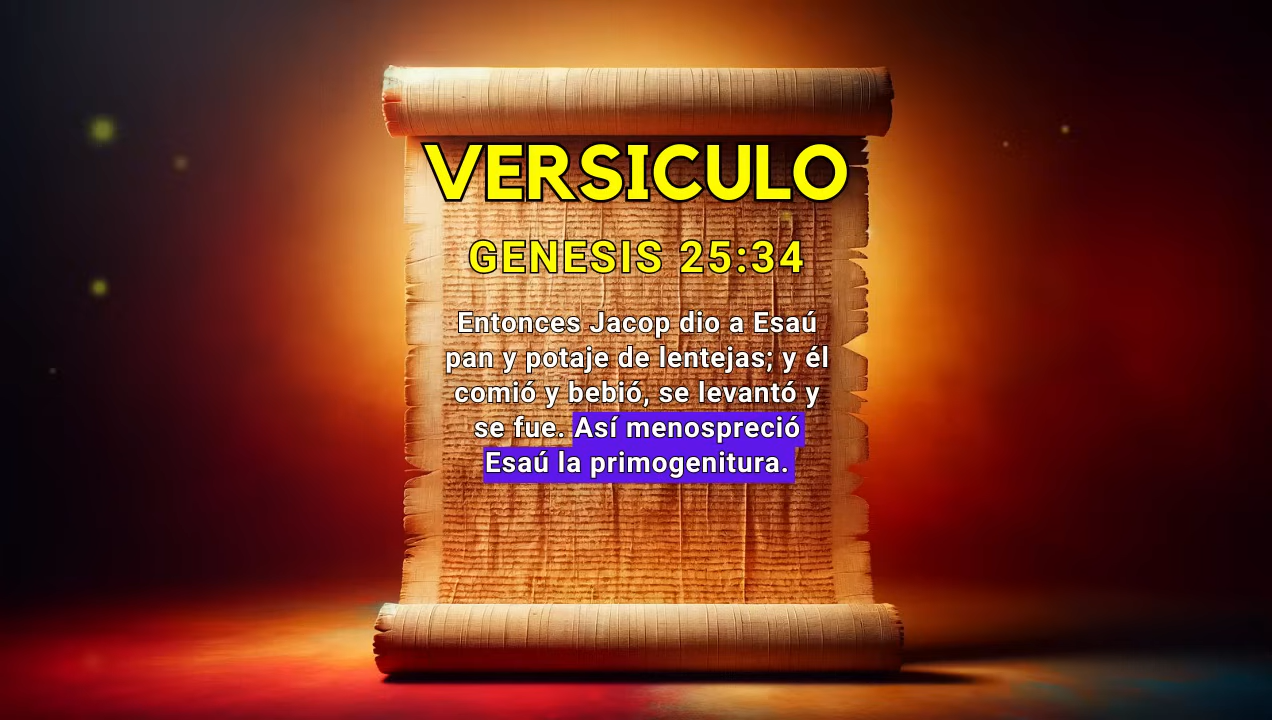 VERSICULO
GENESIS 25:34
Entonces Jacop dio a Esaú
pan y potaje de lentejas; y él
comió y bebió, se levantó y
se fue. Así menospreció
Esaú la primogenitura.